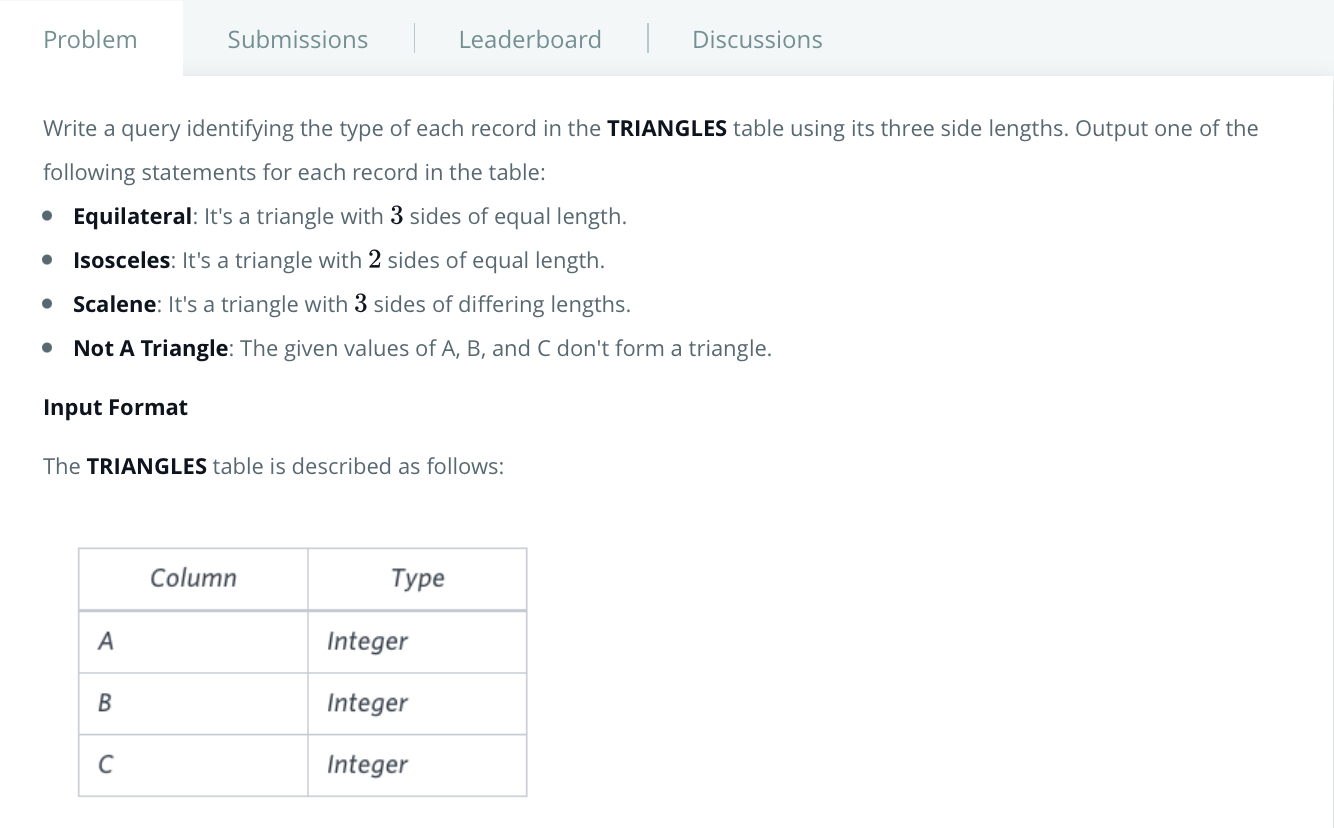 Problem Submissions Leaderboard Discussions
Write a query identifying the type of each record in the TRIANGLES table using its three side lengths. Output one of the
following statements for each record in the table:
Equilateral: It's a triangle with 3 sides of equal length.
Isosceles: It's a triangle with 2 sides of equal length.
Scalene: It's a triangle with 3 sides of differing lengths.
Not A Triangle: The given values of A, B, and C don't form a triangle.
Input Format
The TRIANGLES table is described as follows:
Column Type
A Integer
B Integer
C Integer